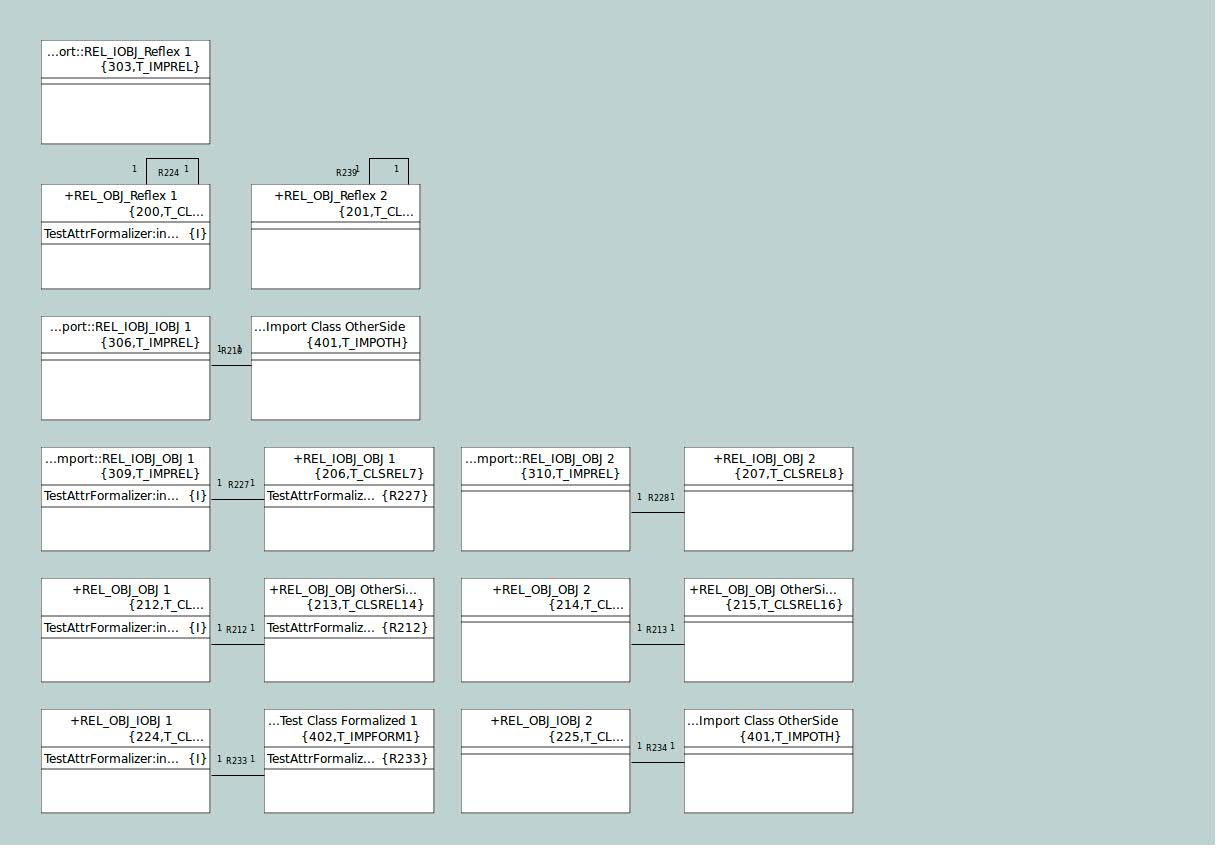 ...ort::REL_IOBJ_Reflex 1
{303,T_IMPREL}
1 R224 1
R239 1 1
+REL_OBJ_Reflex 1
{200,T_CL...
TestAttrFormalizer:in... {I}
+REL_OBJ_Reflex 2
{201,T_CL...
...port::REL_IOBJ_IOBJ 1
{306,T_IMPREL}
1 R210 1
...Import Class OtherSide
{401,T_IMPOTH}
...mport::REL_IOBJ_OBJ 1
{309,T_IMPREL}
TestAttrFormalizer:in... {I}
1 R227 1
+REL_IOBJ_OBJ 1
{206,T_CLSREL7}
TestAttrFormaliz... {R227}
...mport::REL_IOBJ_OBJ 2
{310,T_IMPREL}
1 R228 1
+REL_IOBJ_OBJ 2
{207,T_CLSREL8}
+REL_OBJ_OBJ 1
{212,T_CL...
TestAttrFormalizer:in... {I}
1 R212 1
+REL_OBJ_OBJ OtherSi...
{213,T_CLSREL14}
TestAttrFormaliz... {R212}
+REL_OBJ_OBJ 2
{214,T_CL...
1 R213 1
+REL_OBJ_OBJ OtherSi...
{215,T_CLSREL16}
+REL_OBJ_IOBJ 1
{224,T_CL...
TestAttrFormalizer:in... {I}
1 R233 1
...Test Class Formalized 1
{402,T_IMPFORM1}
TestAttrFormaliz... {R233}
+REL_OBJ_IOBJ 2
{225,T_CL...
1 R234 1
...Import Class OtherSide
{401,T_IMPOTH}